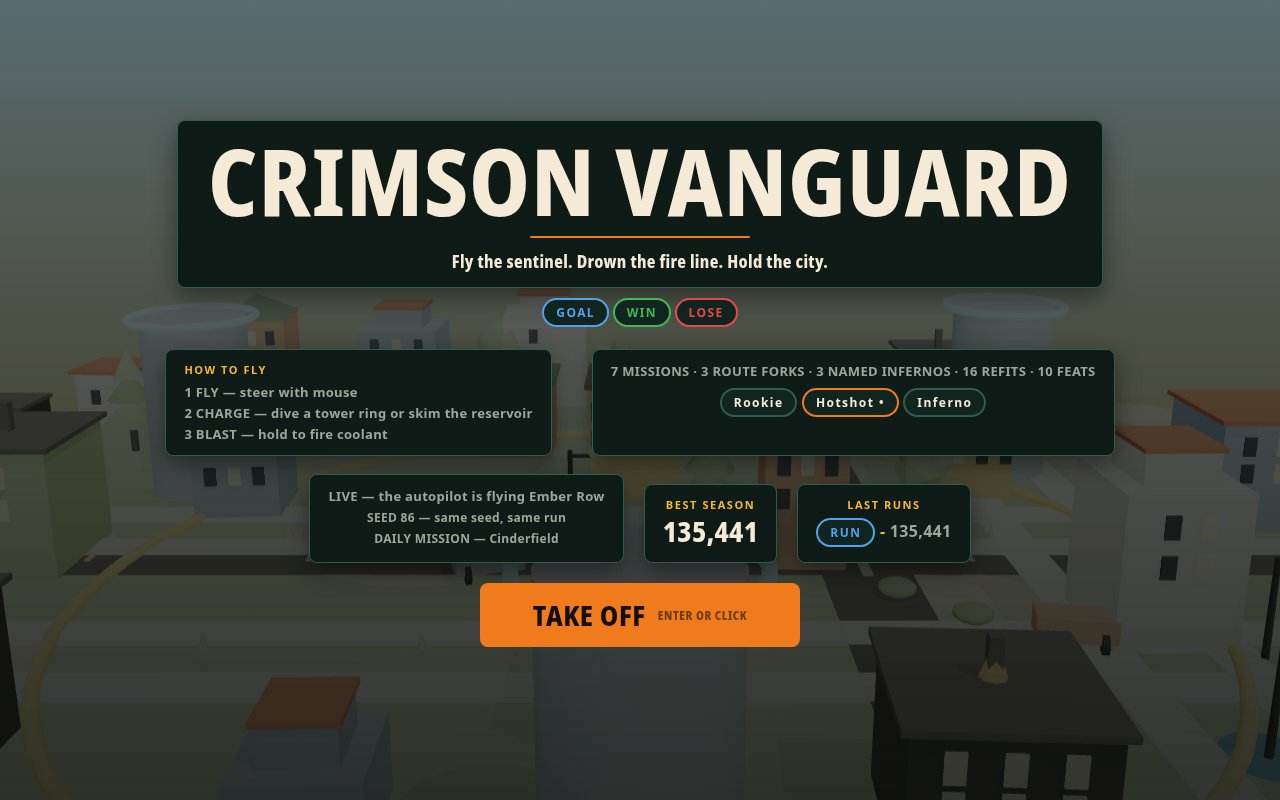 CRIMSON VANGUARD
Fly the sentinel. Drown the fire line. Hold the city.
GOAL WIN LOSE
HOW TO FLY
1 FLY — steer with mouse
2 CHARGE — dive a tower ring or skim the reservoir
3 BLAST — hold to fire coolant
7 MISSIONS · 3 ROUTE FORKS · 3 NAMED INFERNOS · 16 REFITS · 10 FEATS
Rookie Hotshot • Inferno
LIVE — the autopilot is flying Ember Row
SEED 86 — same seed, same run
DAILY MISSION — Cinderfield
BEST SEASON
135,441
LAST RUNS
RUN - 135,441
TAKE OFF ENTER OR CLICK